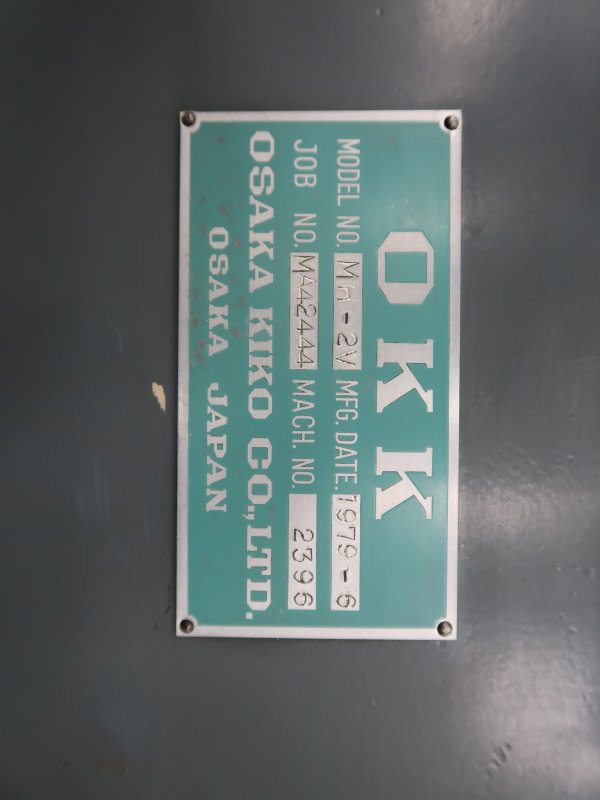 OKK
MODEL NO. MH-2V MFG. DATE. 1979-6
JOB NO. MA42444 MACH. NO. 2396
OSAKA KIKO CO., LTD.
OSAKA JAPAN